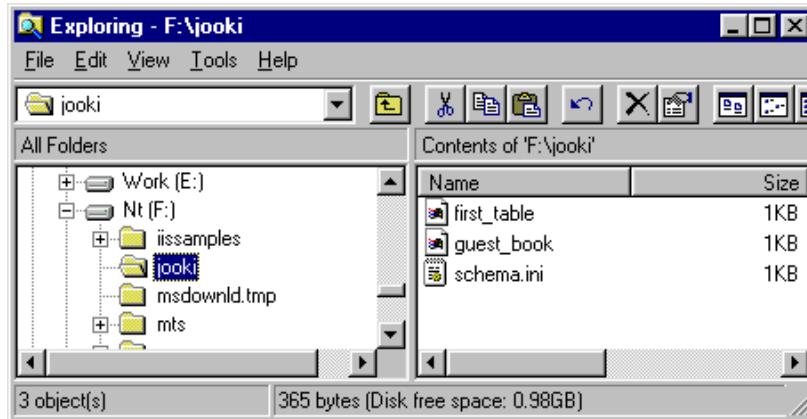 Exploring - F:\jooki
File Edit View Tools Help
jooki
All Folders
Contents of 'F:\jooki'
Work (E:)
Nt (F:)
iissamples
jooki
msdownld.tmp
mts
Name Size
first_table 1KB
guest_book 1KB
schema.ini 1KB
3 object(s)
365 bytes (Disk free space: 0.98GB)